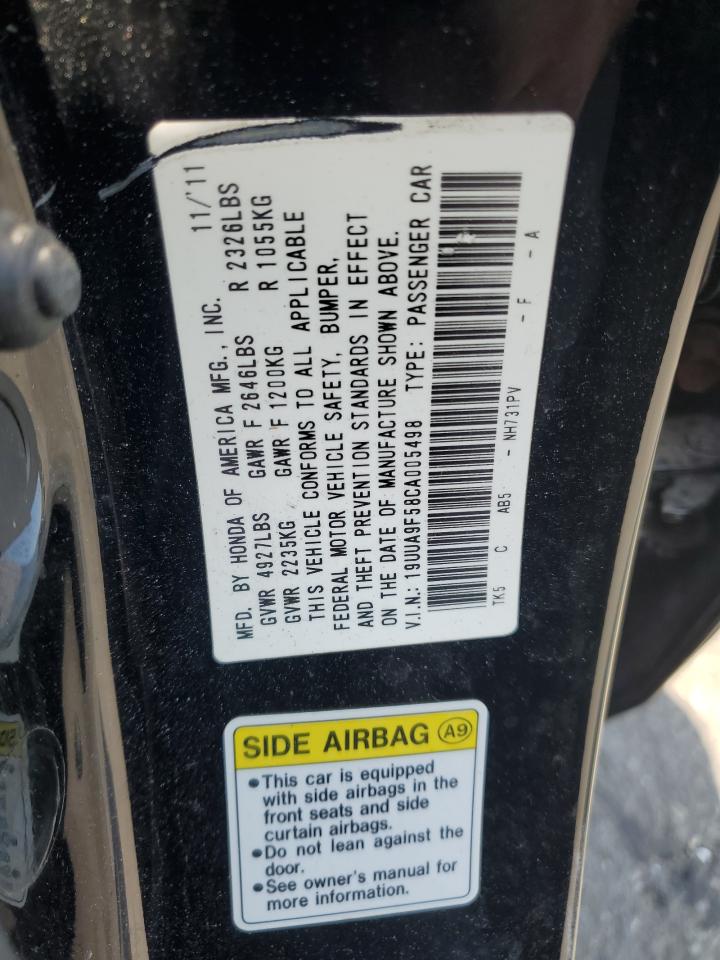 MFD. BY HONDA OF AMERICA MFG., INC. 11/'11
GVWR 4927LBS GAWR F 2646LBS R 2326LBS
GVWR 2235KG GAWR F 1200KG R 1055KG
THIS VEHICLE CONFORMS TO ALL APPLICABLE
FEDERAL MOTOR VEHICLE SAFETY, BUMPER,
AND THEFT PREVENTION STANDARDS IN EFFECT
ON THE DATE OF MANUFACTURE SHOWN ABOVE.
V.I.N.: 19UUA9F58CA005498 TYPE: PASSENGER CAR
TK5 C AB5 - NH731PV - F - A
SIDE AIRBAG A9
•This car is equipped
with side airbags in the
front seats and side
curtain airbags.
•Do not lean against the
door.
•See owner's manual for
more information.